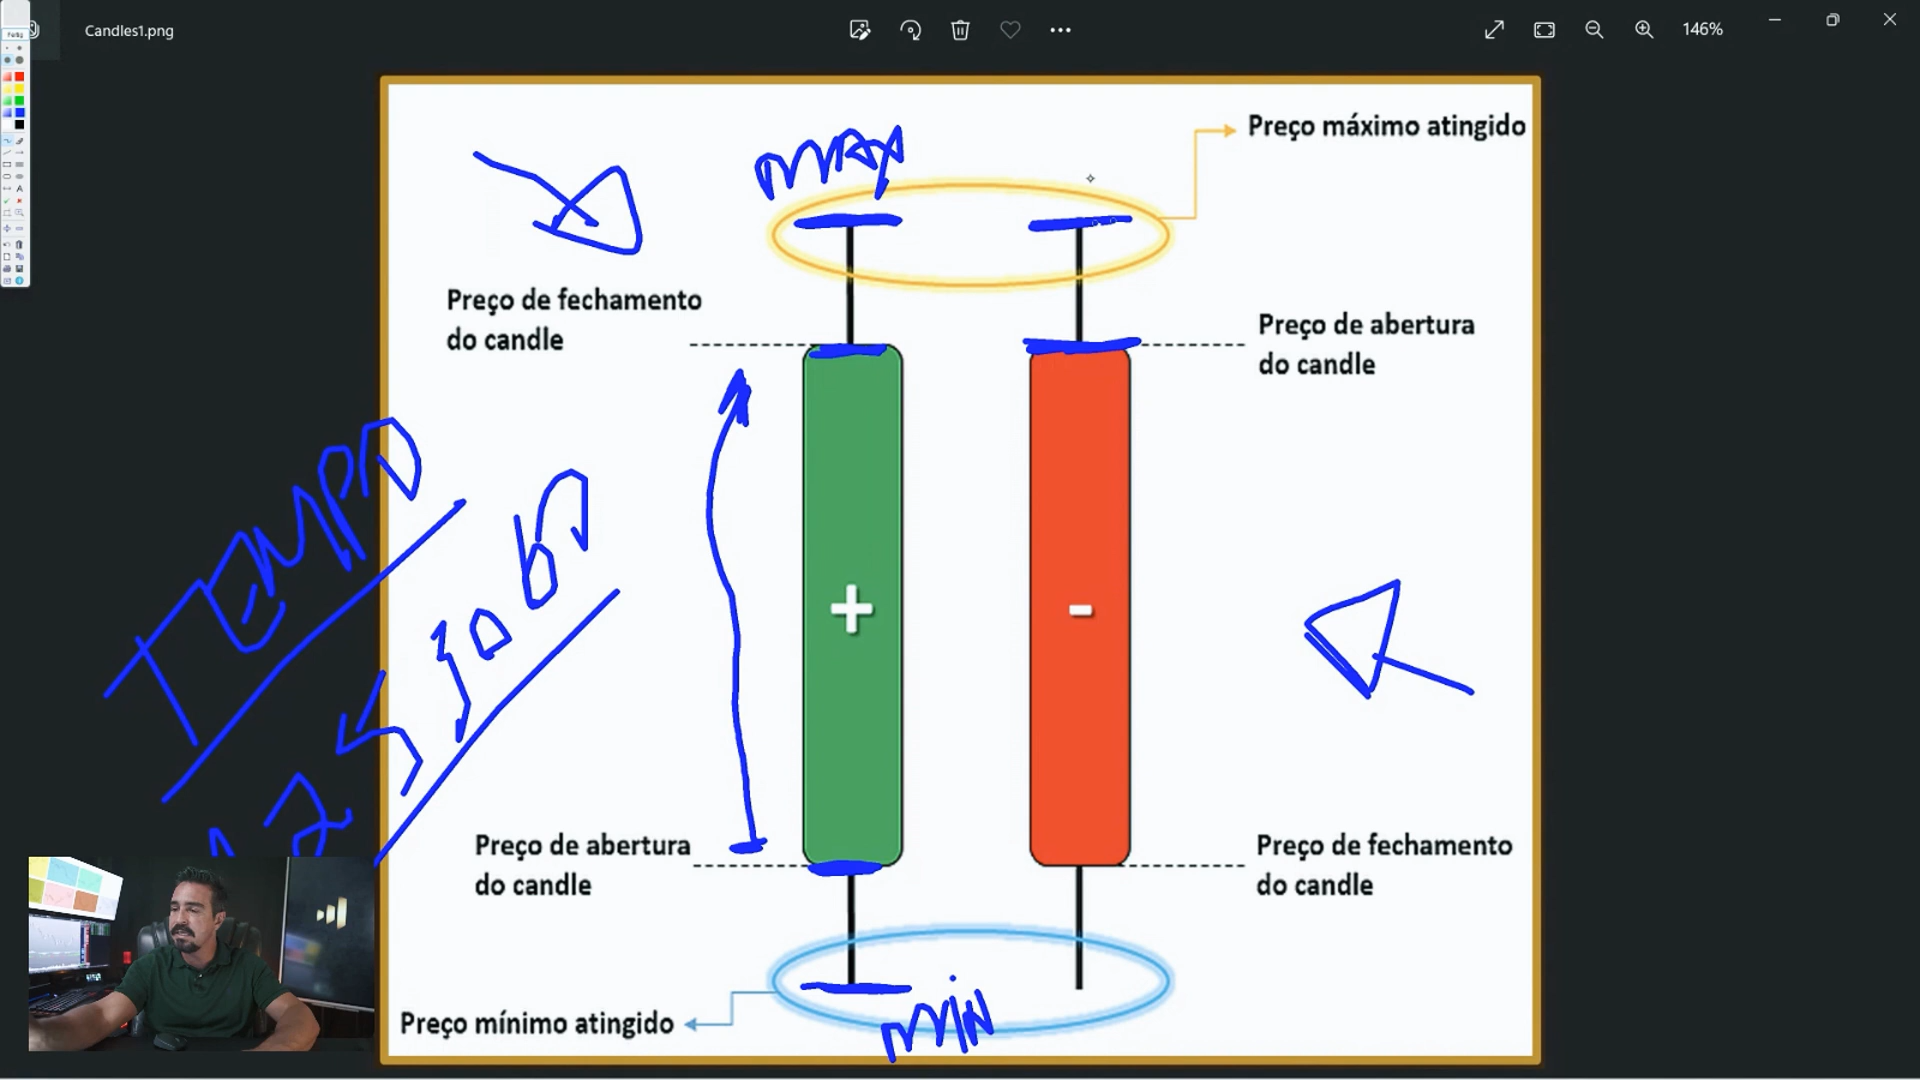 Candles1.png
146%
Preço máximo atingido
MAX
Preço de fechamento
do candle
Preço de abertura
do candle
TEMPO
+
-
Preço de abertura
do candle
Preço de fechamento
do candle
Preço mínimo atingido
MIN